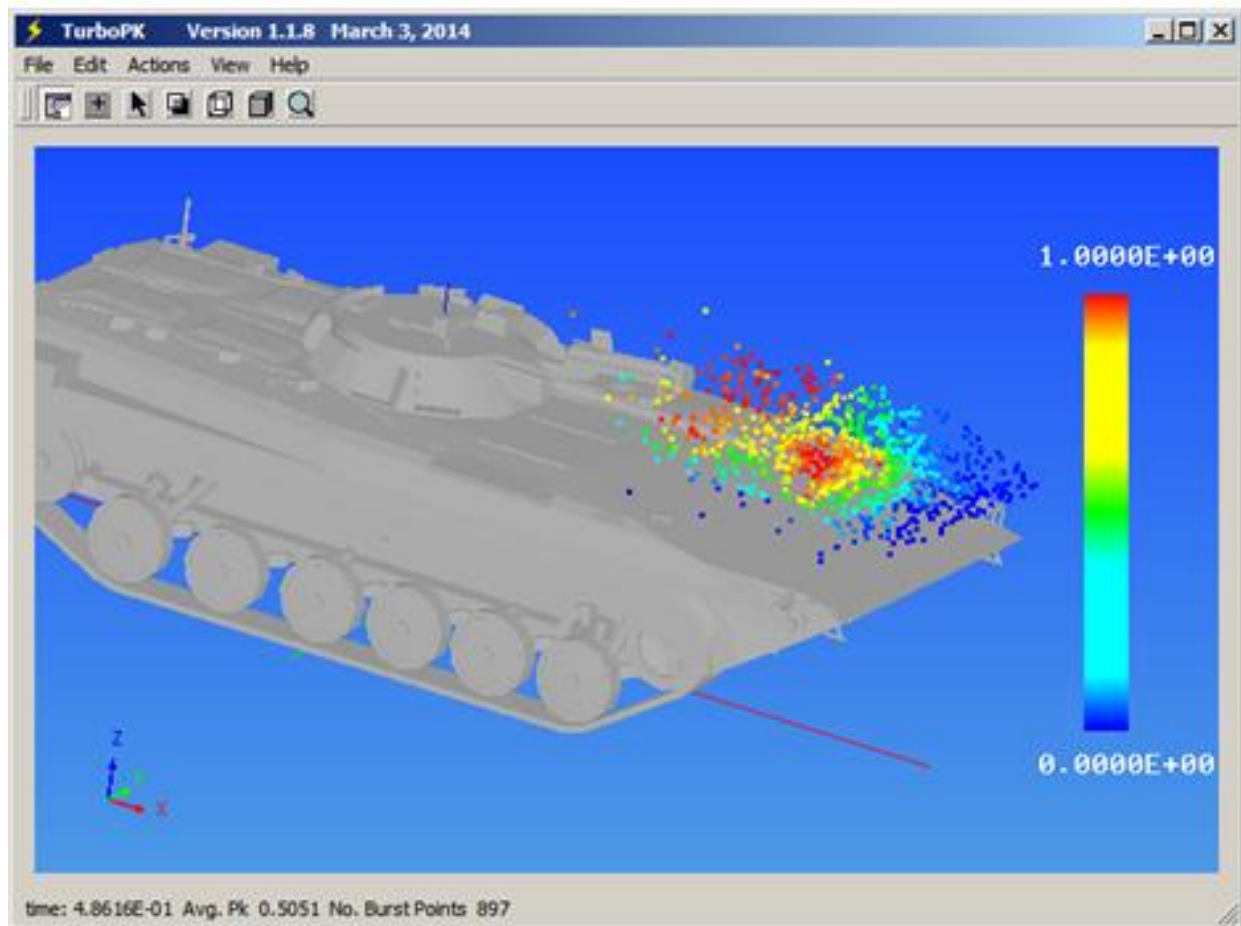 TurboPK Version 1.1.8 March 3, 2014
File Edit Actions View Help
1.0000E+00
0.0000E+00
Z
Y
X
time: 4.8616E-01 Avg. Pk 0.5051 No. Burst Points 897